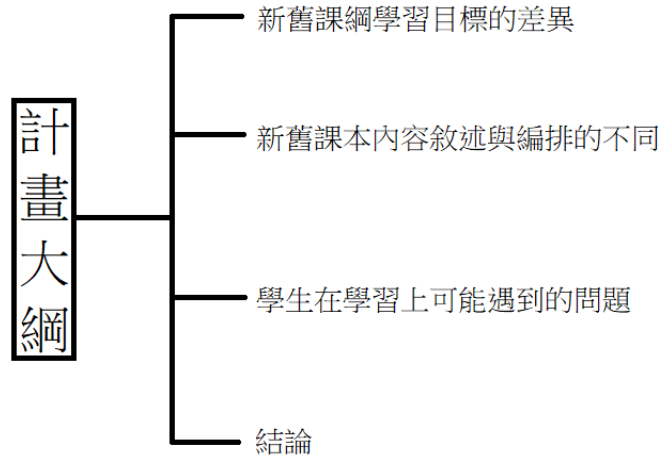 計畫大綱
新舊課綱學習目標的差異
新舊課本內容敘述與編排的不同
學生在學習上可能遇到的問題
結論